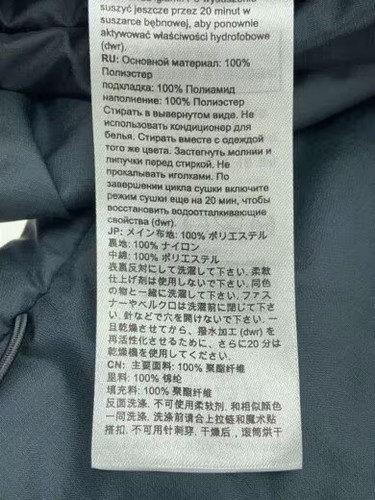 suszyć jeszcze przez 20 minut w
suszarce bębnowej, aby ponownie
aktywować właściwości hydrofobowe
(dwr).
RU: Основной материал: 100%
Полиэстер
подкладка: 100% Полиамид
наполнение: 100% Полиэстер
Стирать в вывернутом виде. Не
использовать кондиционер для
белья. Стирать вместе с одеждой
того же цвета. Застегнуть молнии и
липучки перед стиркой. Не
прокалывать иголками. По
завершении цикла сушки включите
режим сушки еще на 20 мин, чтобы
восстановить водоотталкивающие
свойства (dwr).
JP: メイン布地: 100% ポリエステル
裏地: 100% ナイロン
中綿: 100% ポリエステル
表裏反対にして洗濯して下さい. 柔軟
仕上げ剤は使用しないで下さい. 同色
の物と一緒に洗濯して下さい. ファス
ナーやベルクロは洗濯前に閉じて下さ
い. 針などで穴を開けないで下さい. 一
旦乾燥させてから、撥水加工 (dwr) を
再活性化させるために、さらに20 分は
乾燥機を使用してください.
CN: 主要面料: 100% 聚酯纤维
里料: 100% 锦纶
填充料: 100% 聚酯纤维
反面洗涤. 不可使用柔软剂. 和相似颜色
一同洗涤. 洗涤前请合上拉链和魔术粘
搭扣. 不可用针刺穿. 干燥后，滚筒烘干